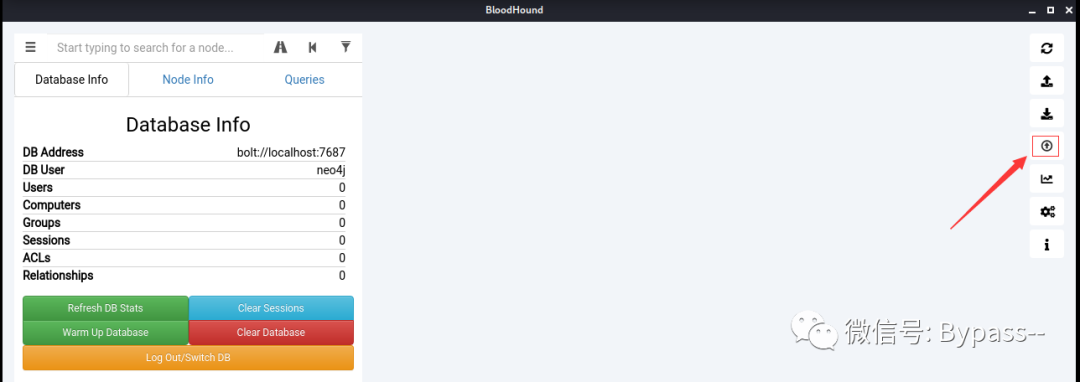 BloodHound
Start typing to search for a node...
Database Info Node Info Queries
Database Info
DB Address bolt://localhost:7687
DB User neo4j
Users 0
Computers 0
Groups 0
Sessions 0
ACLs 0
Relationships 0
Refresh DB Stats Clear Sessions
Warm Up Database Clear Database
Log Out/Switch DB
微信号: Bypass--